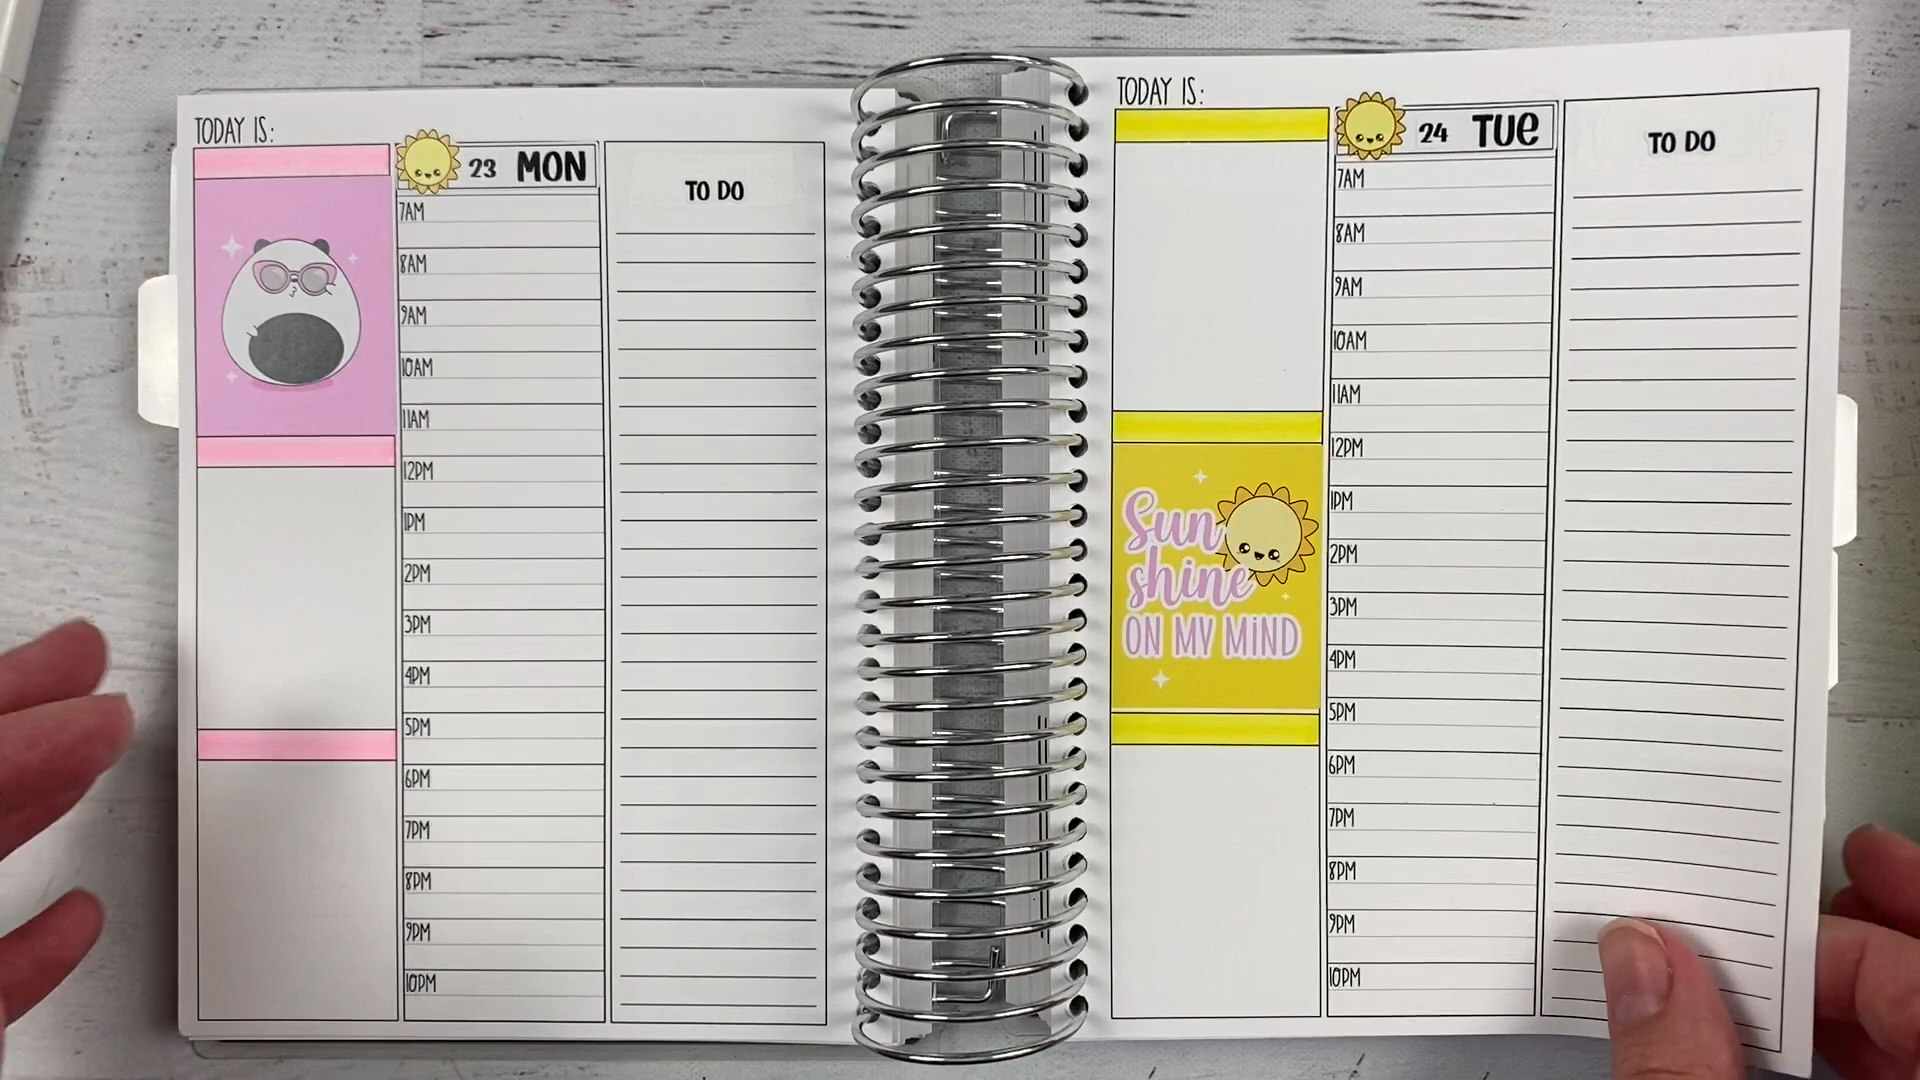 TODAY IS:
23 MON
TO DO
7AM
8AM
9AM
10AM
11AM
12PM
1PM
2PM
3PM
4PM
5PM
6PM
7PM
8PM
9PM
10PM
TODAY IS:
24 TUE
TO DO
Sun
shine
ON MY MiND
7AM
8AM
9AM
10AM
11AM
12PM
1PM
2PM
3PM
4PM
5PM
6PM
7PM
8PM
9PM
10PM